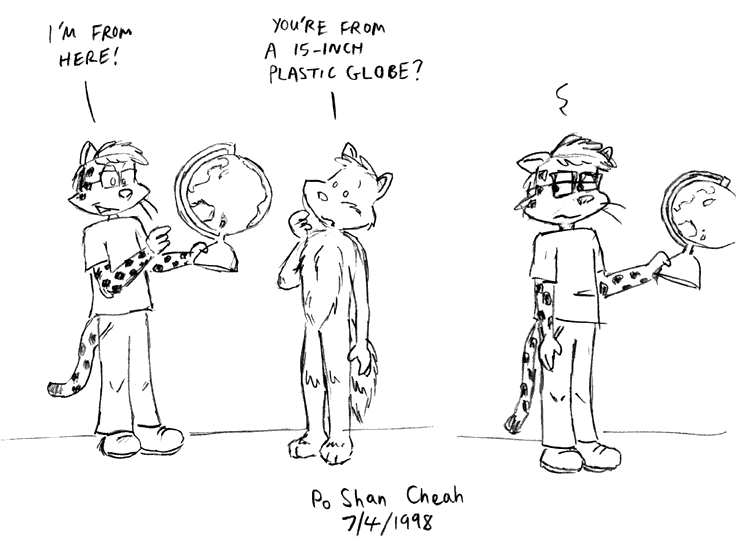 I'M FROM
HERE!
YOU'RE FROM
A 15-INCH
PLASTIC GLOBE?
Po Shan Cheah
7/4/1998